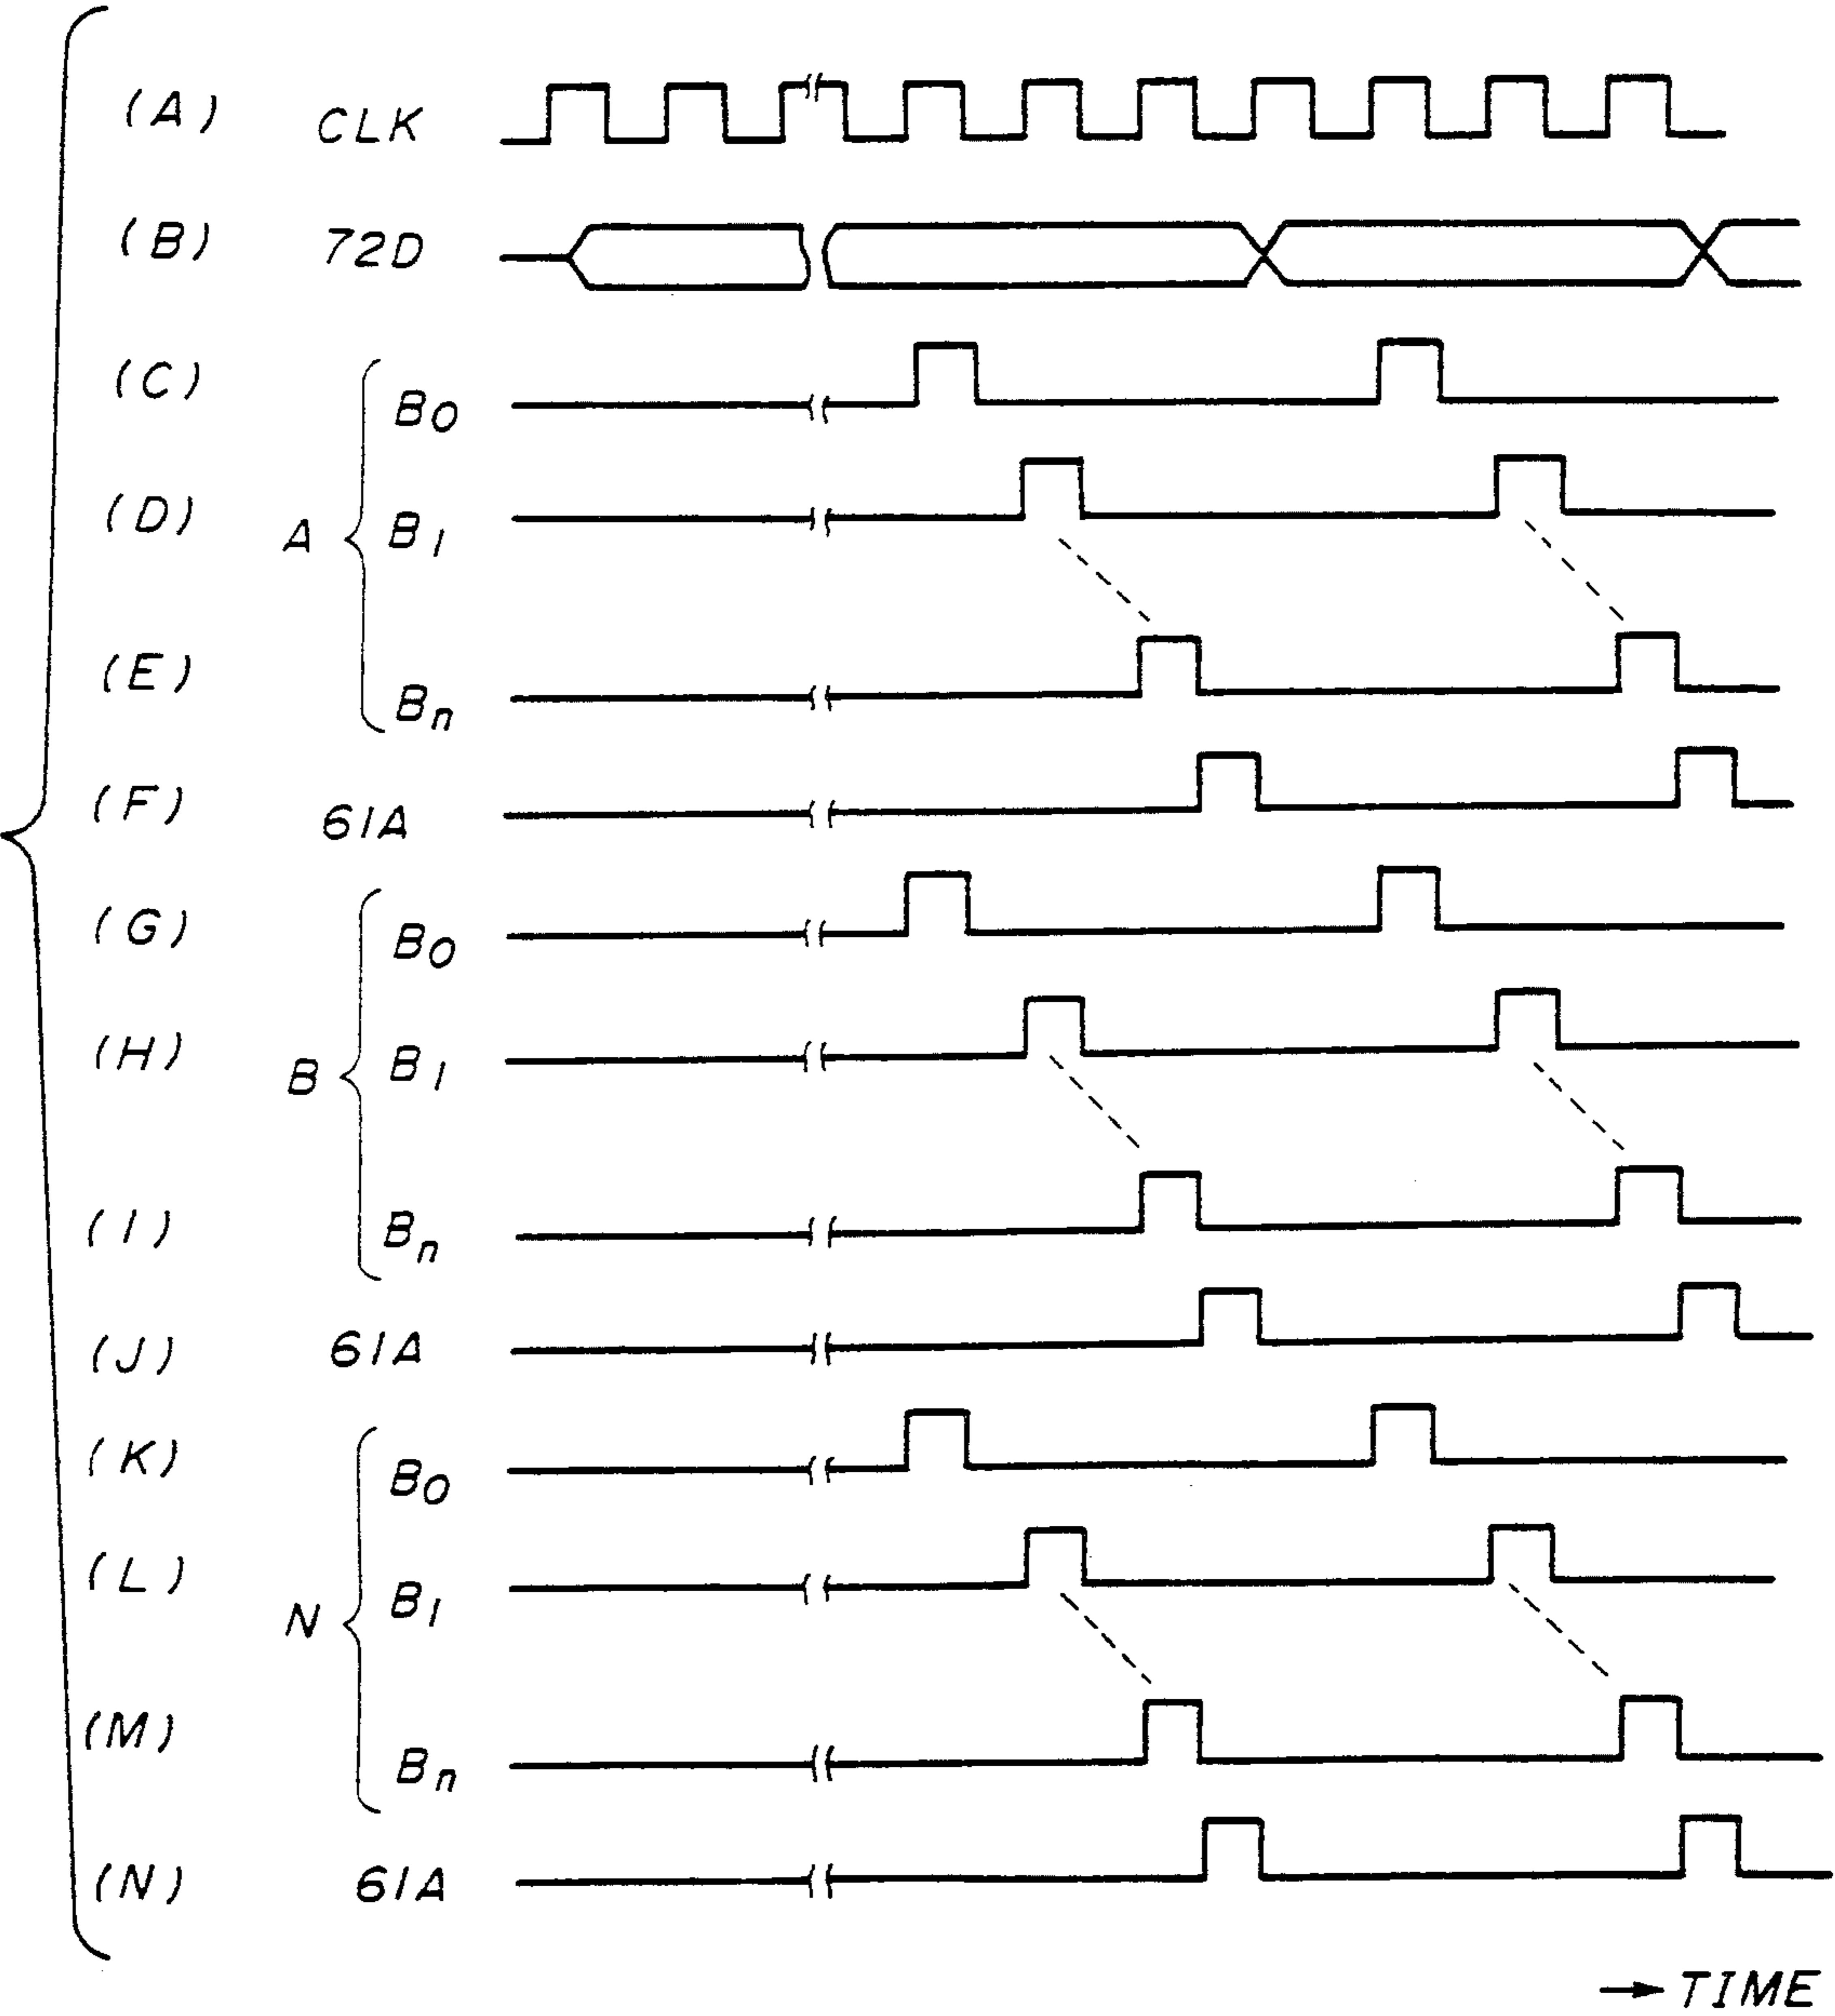 (A) CLK
(B) 72D
(C) B0
(D) A B1
(E) Bn
(F) 61A
(G) B0
(H) B B1
(I) Bn
(J) 61A
(K) B0
(L) N B1
(M) Bn
(N) 61A
→ TIME